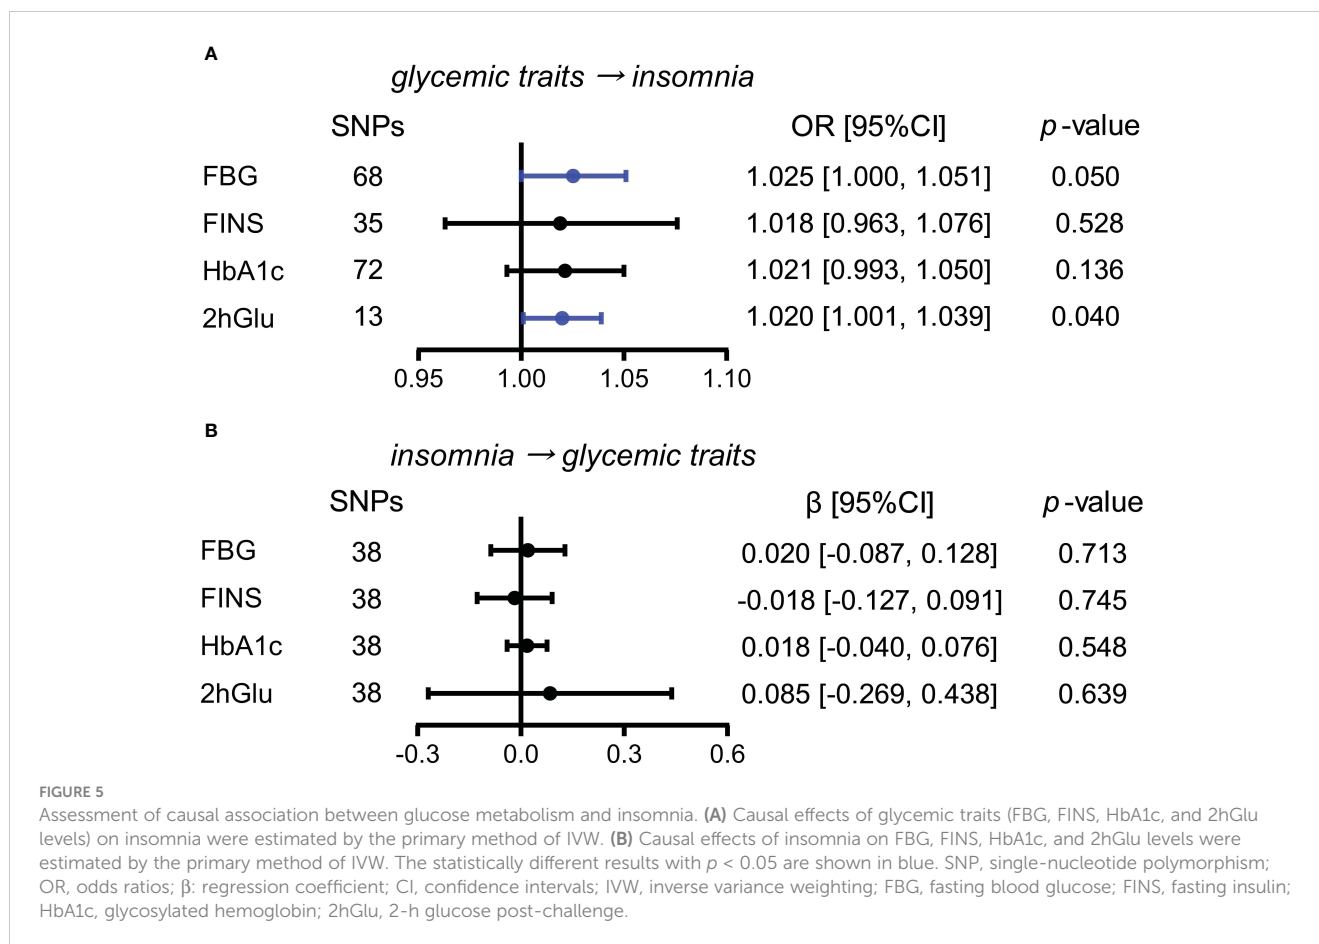 A
glycemic traits → insomnia
SNPs OR [95%CI] p-value
FBG 68 1.025 [1.000, 1.051] 0.050
FINS 35 1.018 [0.963, 1.076] 0.528
HbA1c 72 1.021 [0.993, 1.050] 0.136
2hGlu 13 1.020 [1.001, 1.039] 0.040
0.95 1.00 1.05 1.10
B
insomnia → glycemic traits
SNPs β [95%CI] p-value
FBG 38 0.020 [-0.087, 0.128] 0.713
FINS 38 -0.018 [-0.127, 0.091] 0.745
HbA1c 38 0.018 [-0.040, 0.076] 0.548
2hGlu 38 0.085 [-0.269, 0.438] 0.639
-0.3 0.0 0.3 0.6
FIGURE 5
Assessment of causal association between glucose metabolism and insomnia. (A) Causal effects of glycemic traits (FBG, FINS, HbA1c, and 2hGlu
levels) on insomnia were estimated by the primary method of IVW. (B) Causal effects of insomnia on FBG, FINS, HbA1c, and 2hGlu levels were
estimated by the primary method of IVW. The statistically different results with p < 0.05 are shown in blue. SNP, single-nucleotide polymorphism;
OR, odds ratios; β: regression coefficient; CI, confidence intervals; IVW, inverse variance weighting; FBG, fasting blood glucose; FINS, fasting insulin;
HbA1c, glycosylated hemoglobin; 2hGlu, 2-h glucose post-challenge.